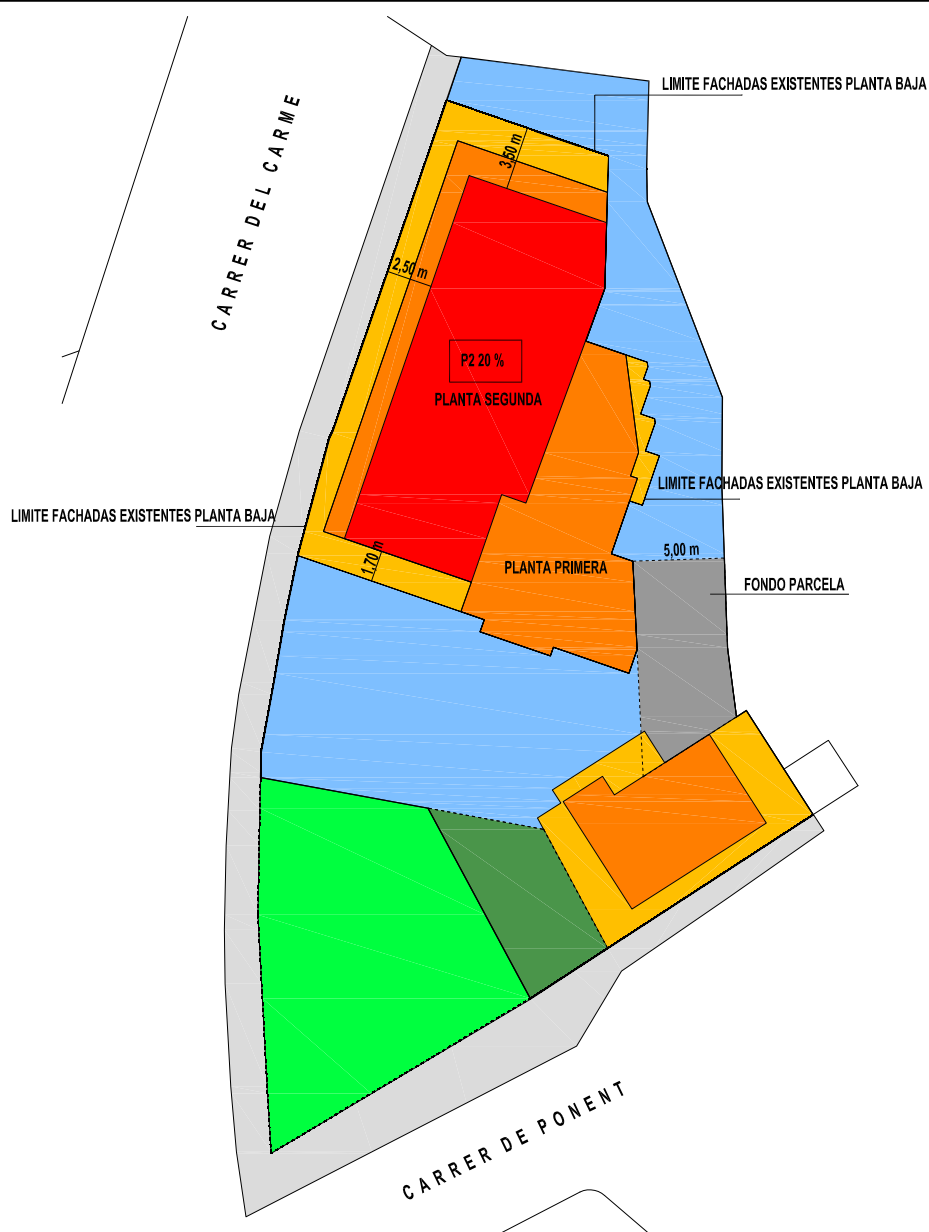 LIMITE FACHADAS EXISTENTES PLANTA BAJA
CARRER DEL CARME
3,50 m
2,50 m
P2 20 %
PLANTA SEGUNDA
LIMITE FACHADAS EXISTENTES PLANTA BAJA
LIMITE FACHADAS EXISTENTES PLANTA BAJA
5,00 m
1,70 m
PLANTA PRIMERA
FONDO PARCELA
CARRER DE PONENT